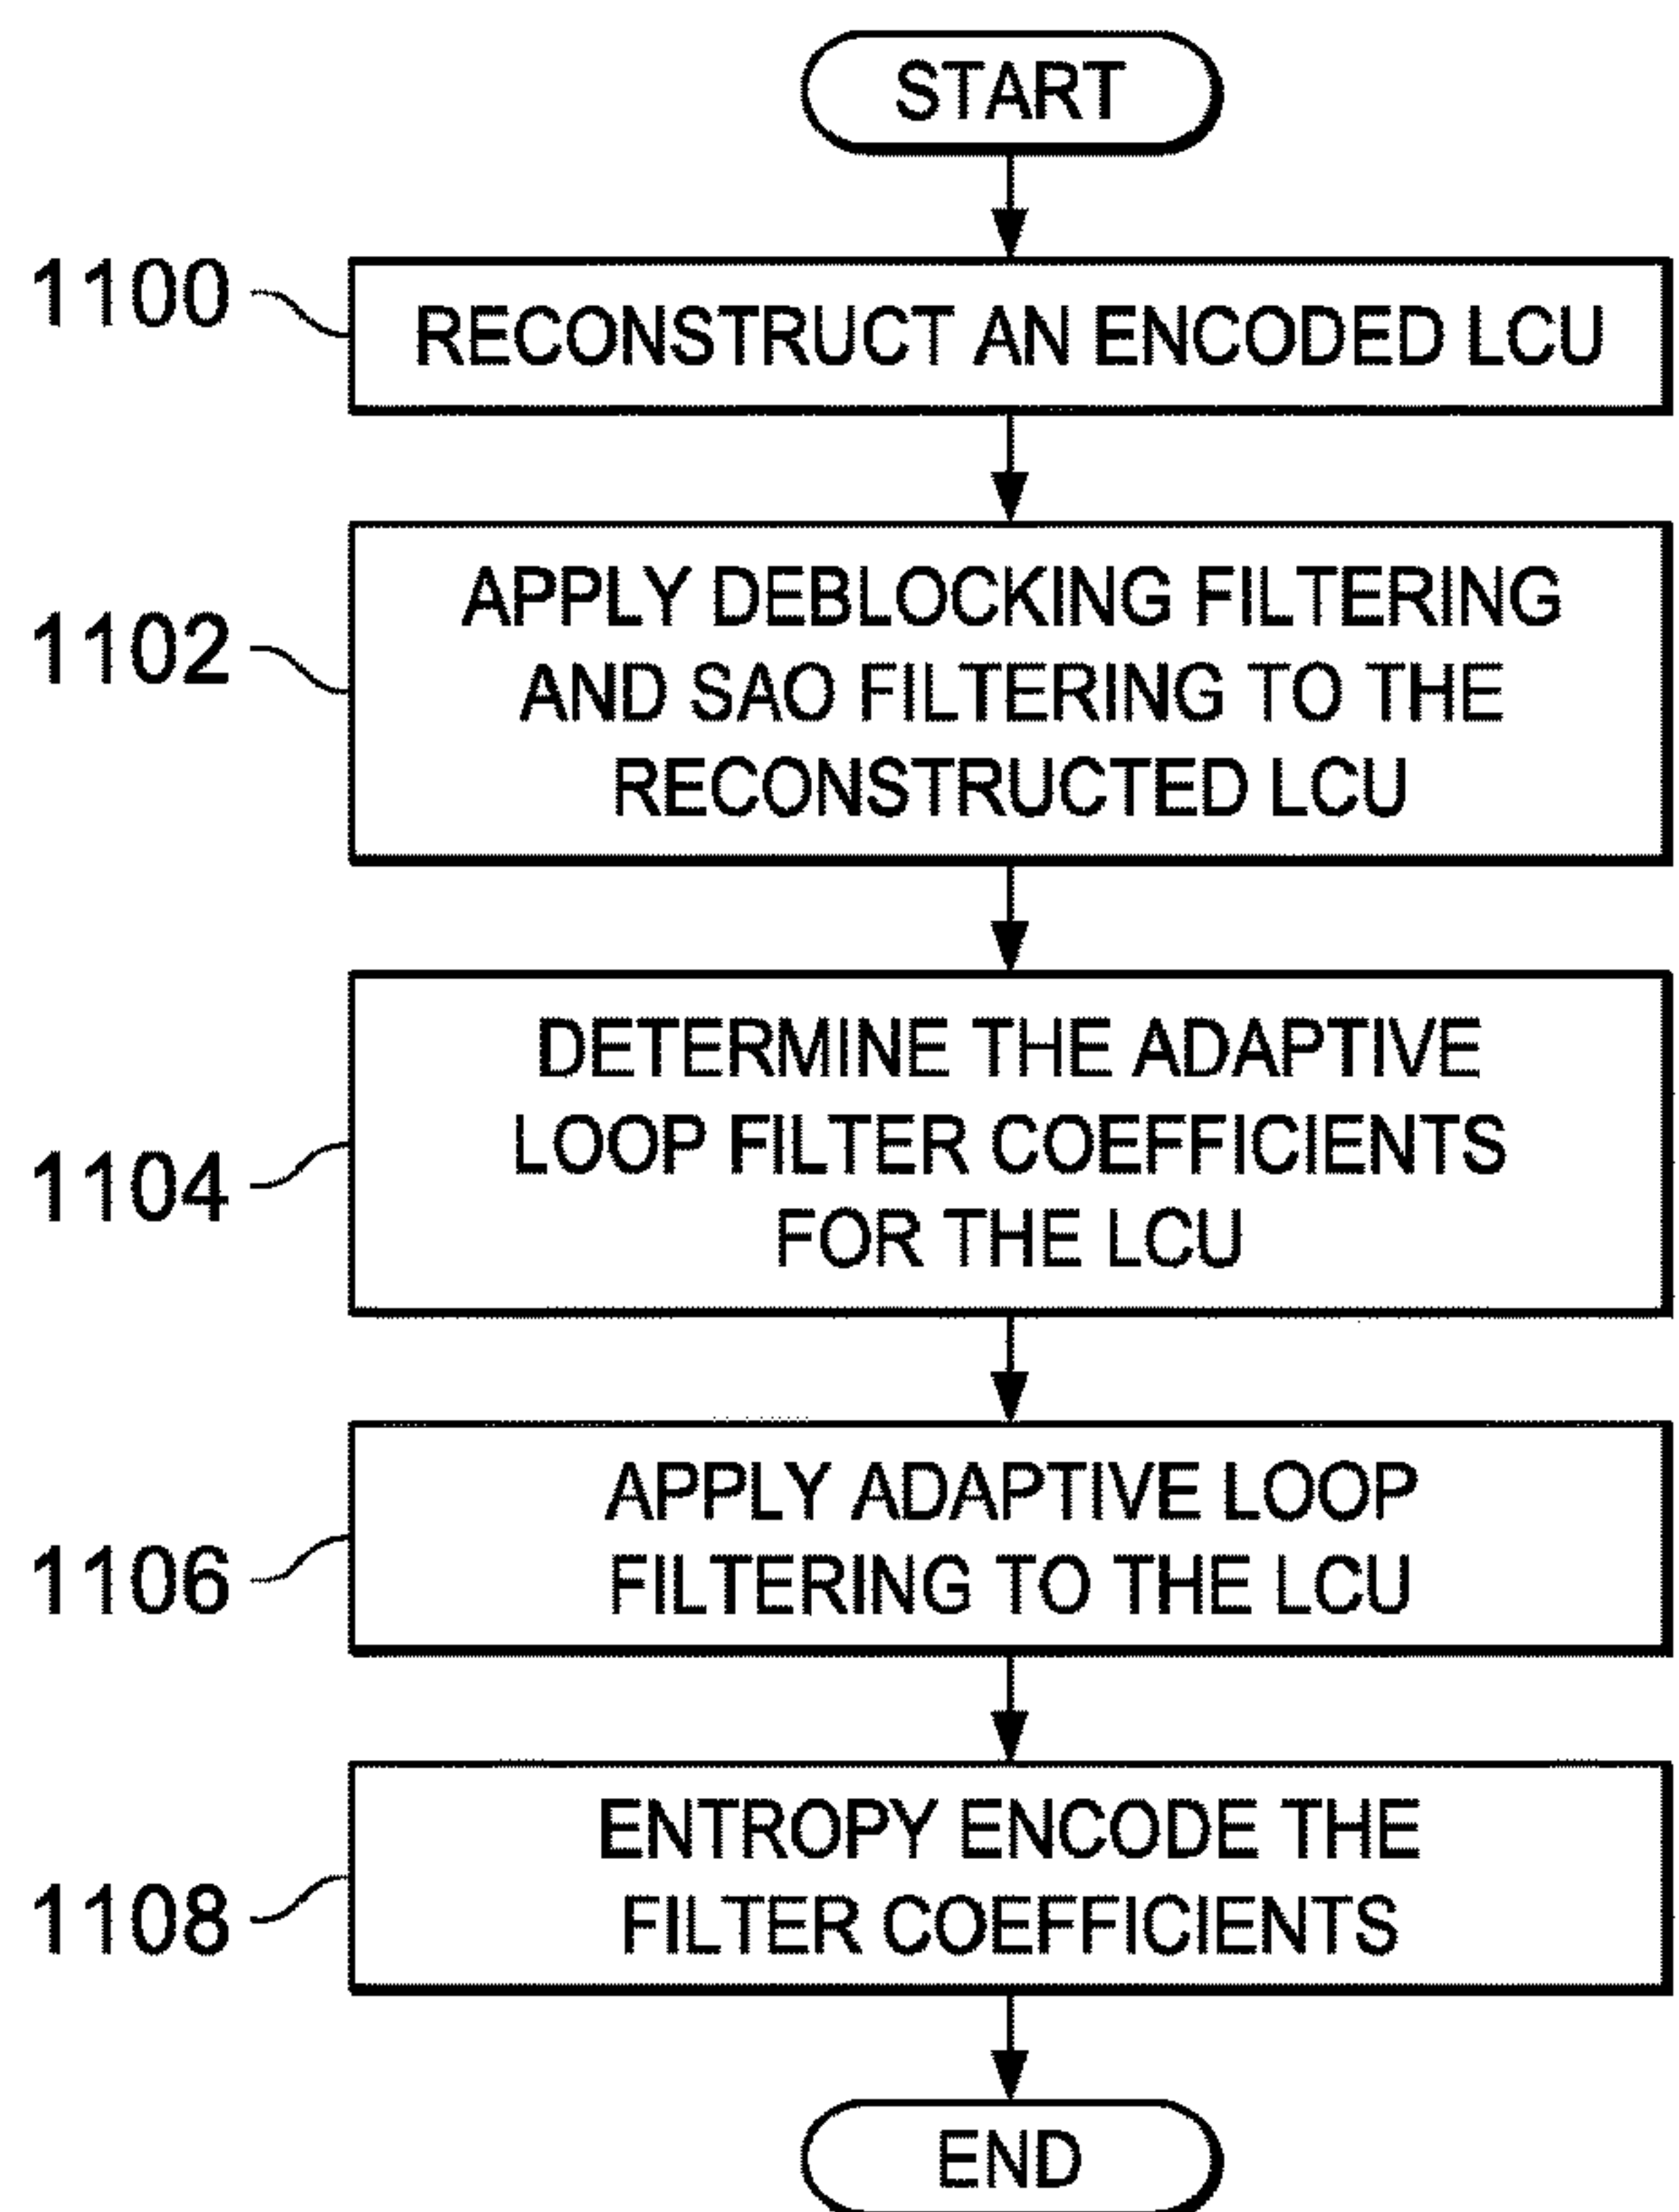 START
1100
RECONSTRUCT AN ENCODED LCU
1102
APPLY DEBLOCKING FILTERING
AND SAO FILTERING TO THE
RECONSTRUCTED LCU
1104
DETERMINE THE ADAPTIVE
LOOP FILTER COEFFICIENTS
FOR THE LCU
1106
APPLY ADAPTIVE LOOP
FILTERING TO THE LCU
1108
ENTROPY ENCODE THE
FILTER COEFFICIENTS
END